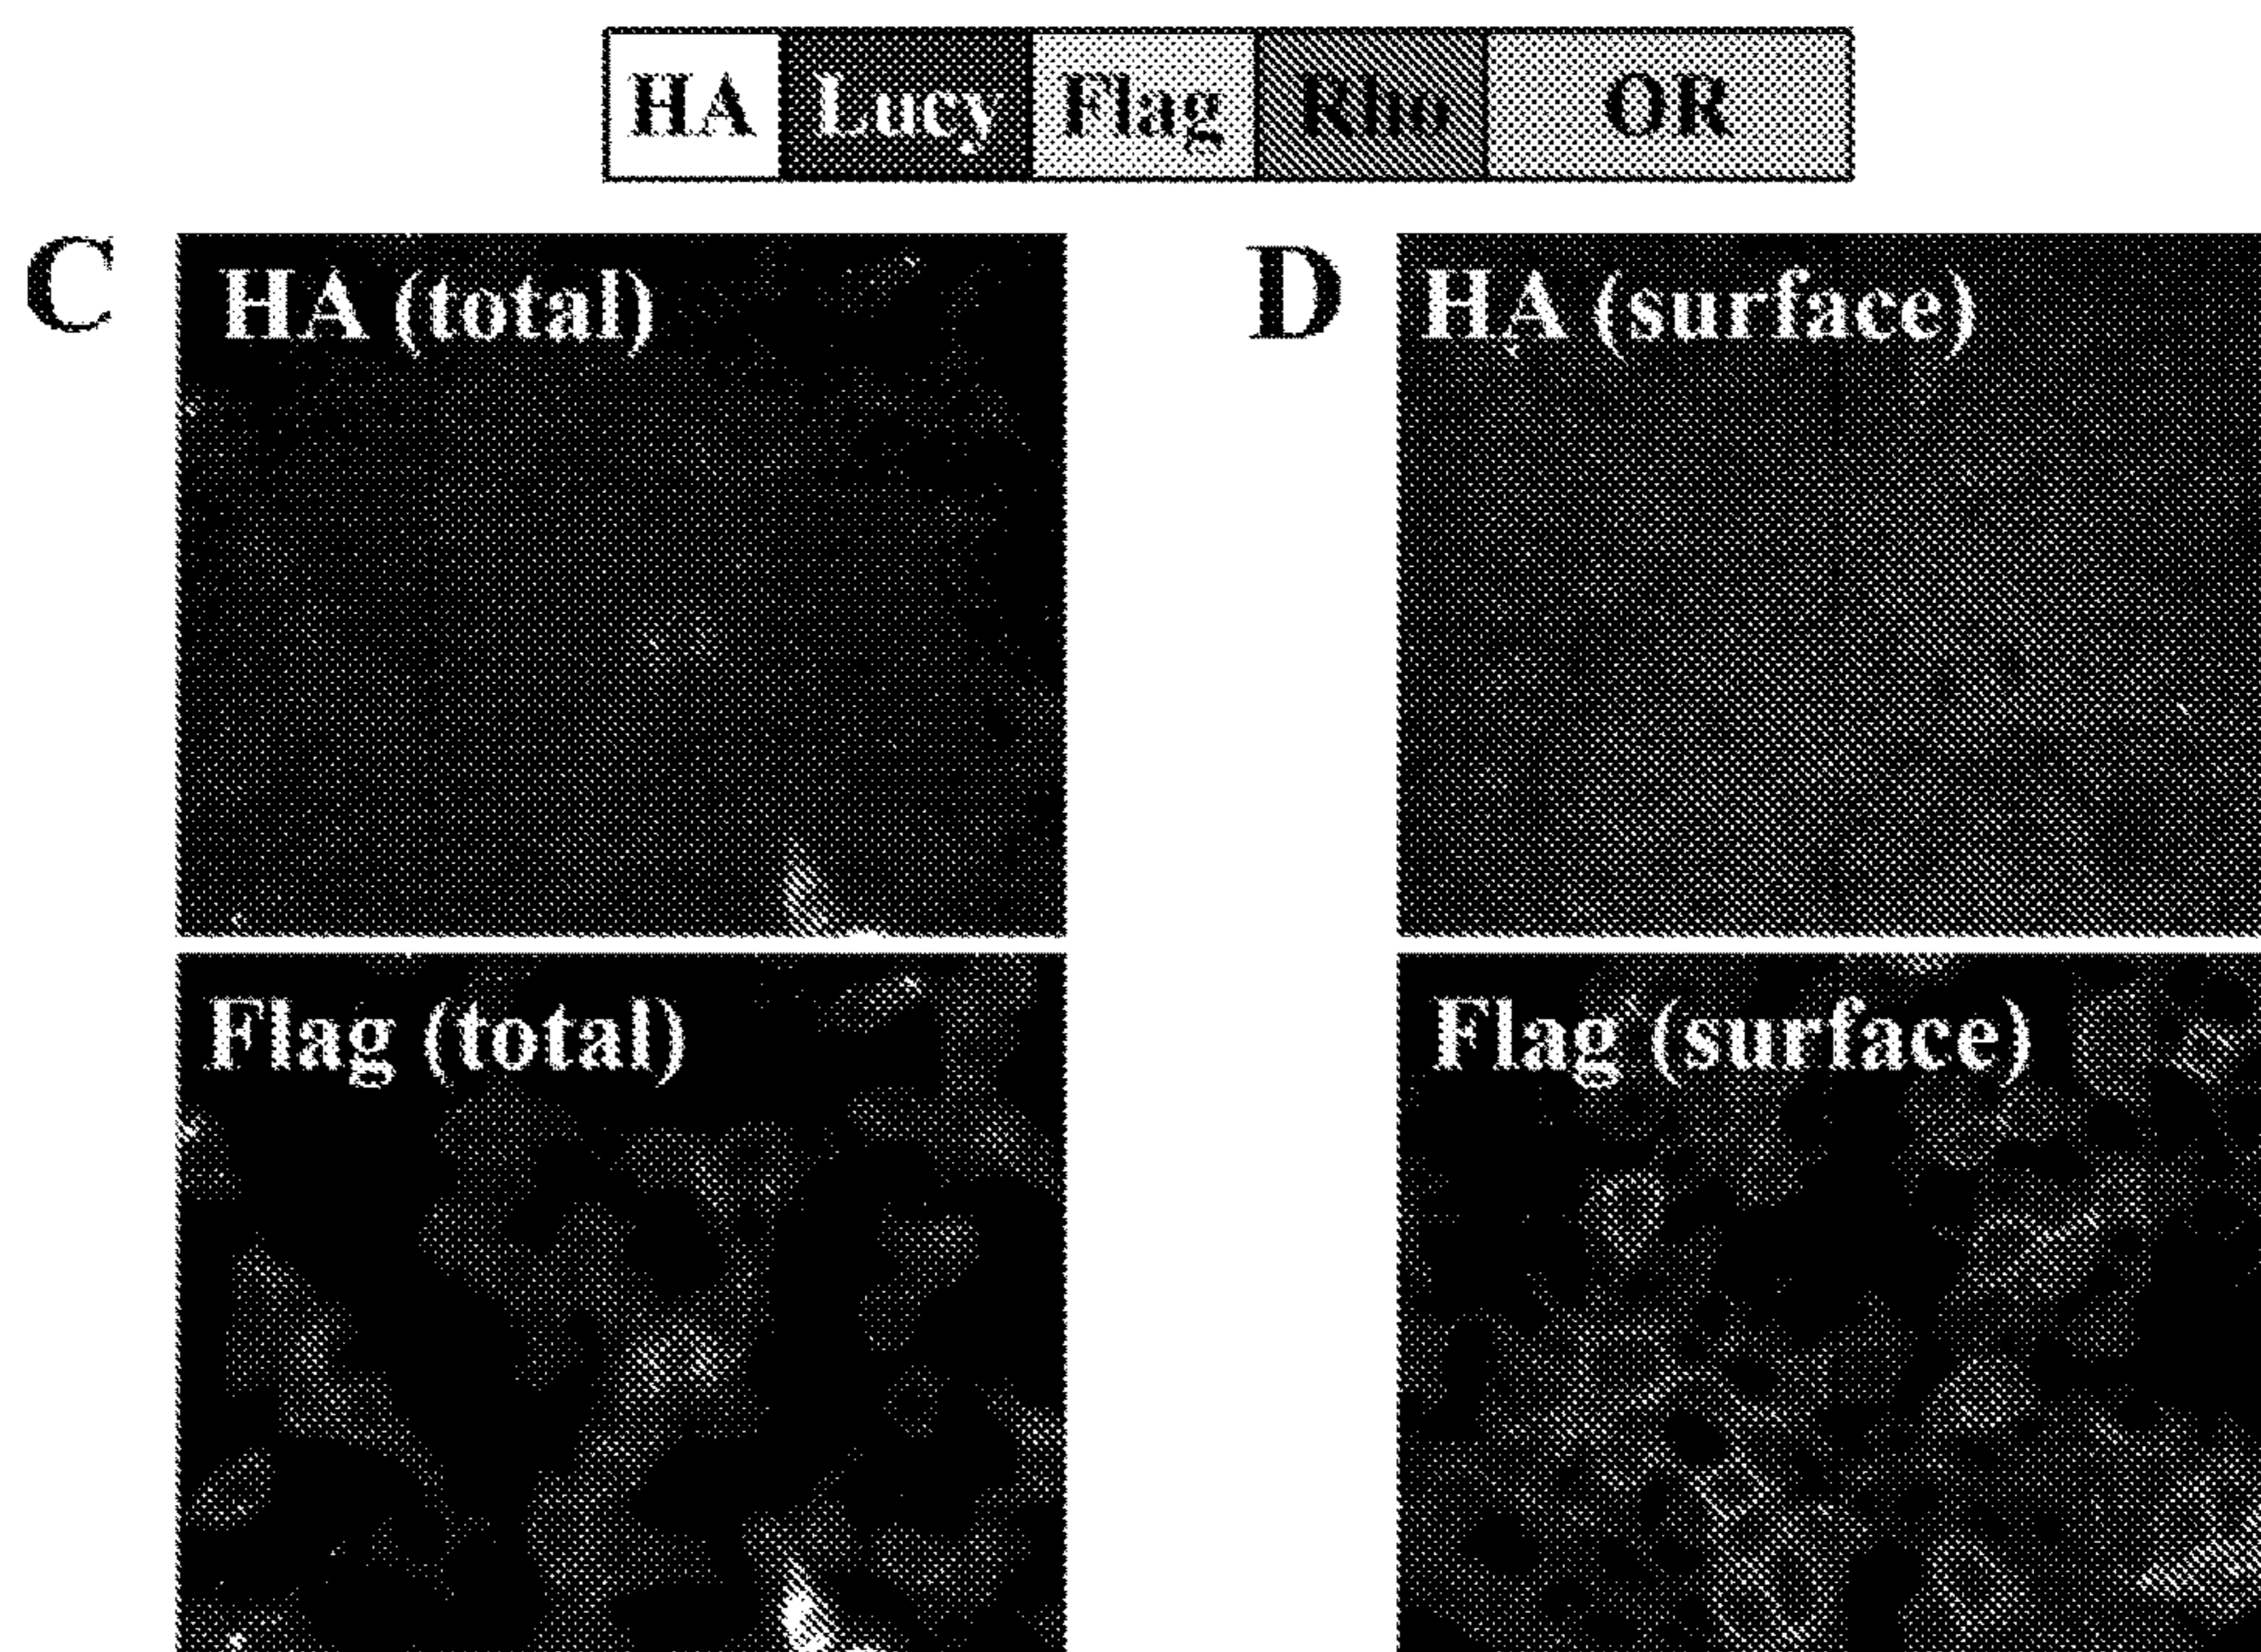 HA Lucy Flag Rho OR
C HA (total) D HA (surface)
Flag (total) Flag (surface)